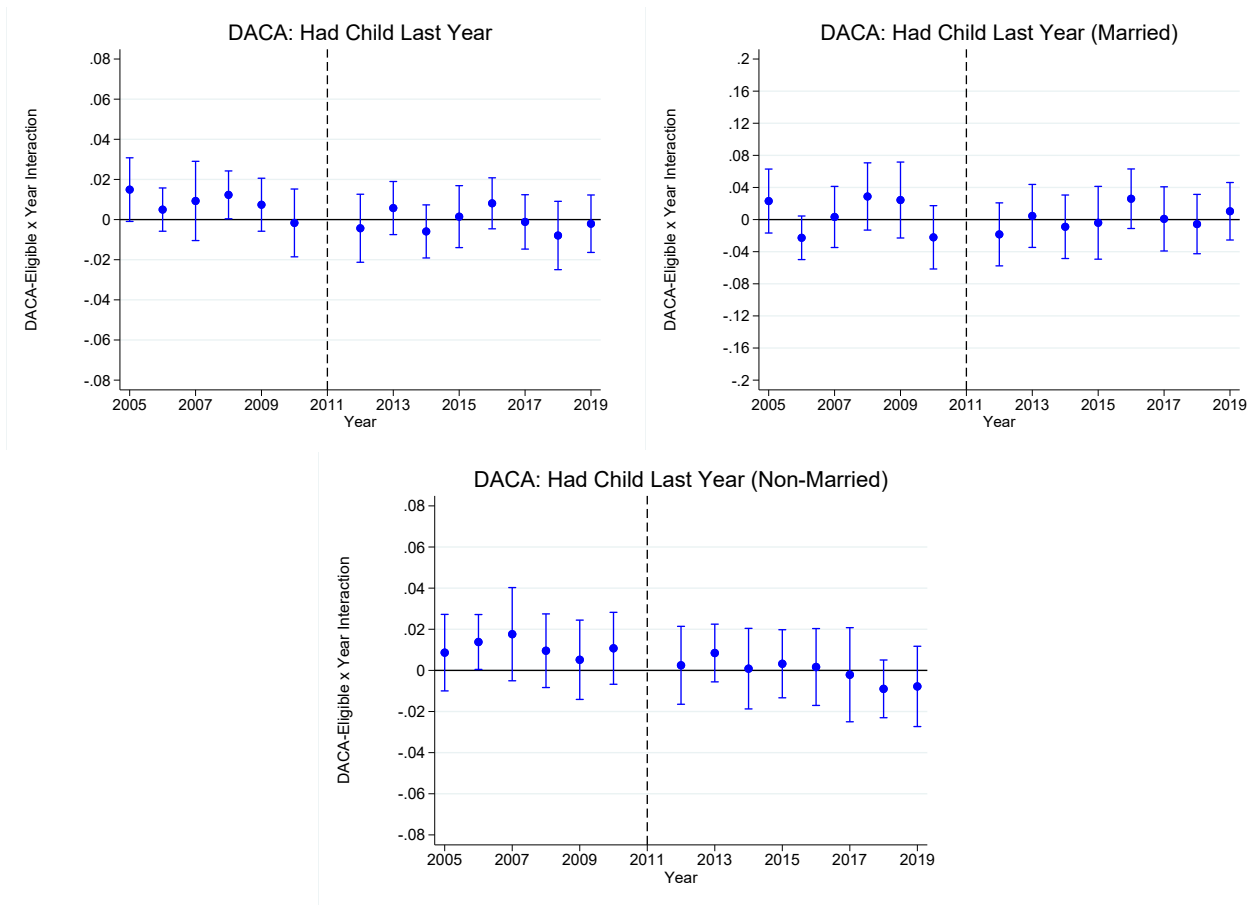 DACA: Had Child Last Year
DACA-Eligible x Year Interaction
.08
.06
.04
.02
0
-.02
-.04
-.06
-.08
2005 2007 2009 2011 2013 2015 2017 2019
Year
DACA: Had Child Last Year (Married)
DACA-Eligible x Year Interaction
.2
.16
.12
.08
.04
0
-.04
-.08
-.12
-.16
-.2
2005 2007 2009 2011 2013 2015 2017 2019
Year
DACA: Had Child Last Year (Non-Married)
DACA-Eligible x Year Interaction
.08
.06
.04
.02
0
-.02
-.04
-.06
-.08
2005 2007 2009 2011 2013 2015 2017 2019
Year